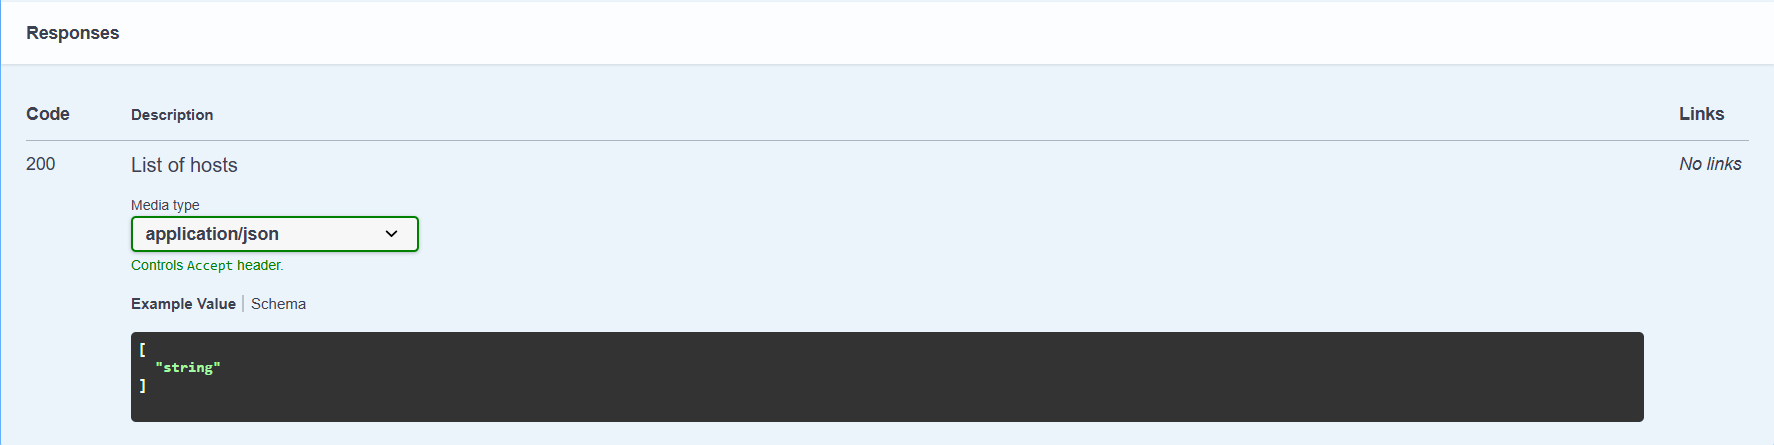 Responses
Code Description Links
200 List of hosts No links
Media type
application/json
Controls Accept header.
Example Value | Schema
[
  "string"
]